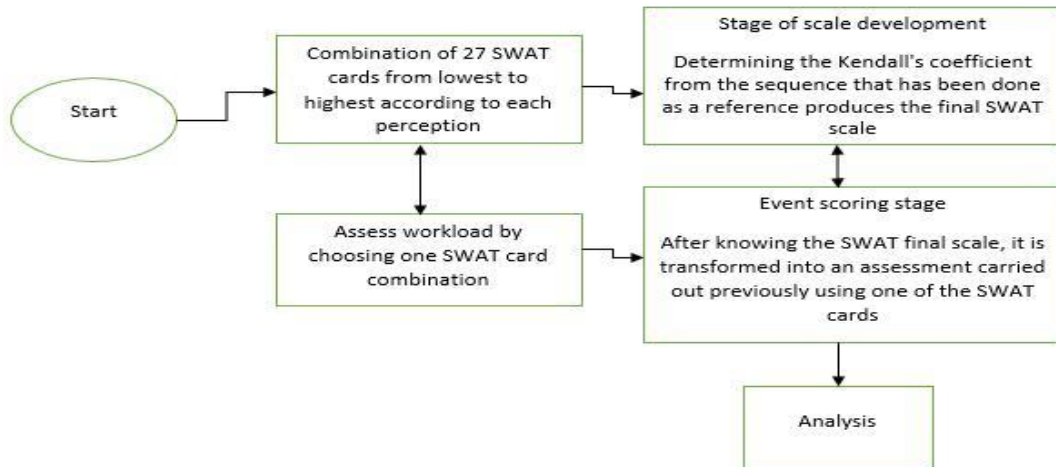 Start
Combination of 27 SWAT
cards from lowest to
highest according to each
perception
Stage of scale development
Determining the Kendall's coefficient
from the sequence that has been done
as a reference produces the final SWAT
scale
Assess workload by
choosing one SWAT card
combination
Event scoring stage
After knowing the SWAT final scale, it is
transformed into an assessment carried
out previously using one of the SWAT
cards
Analysis